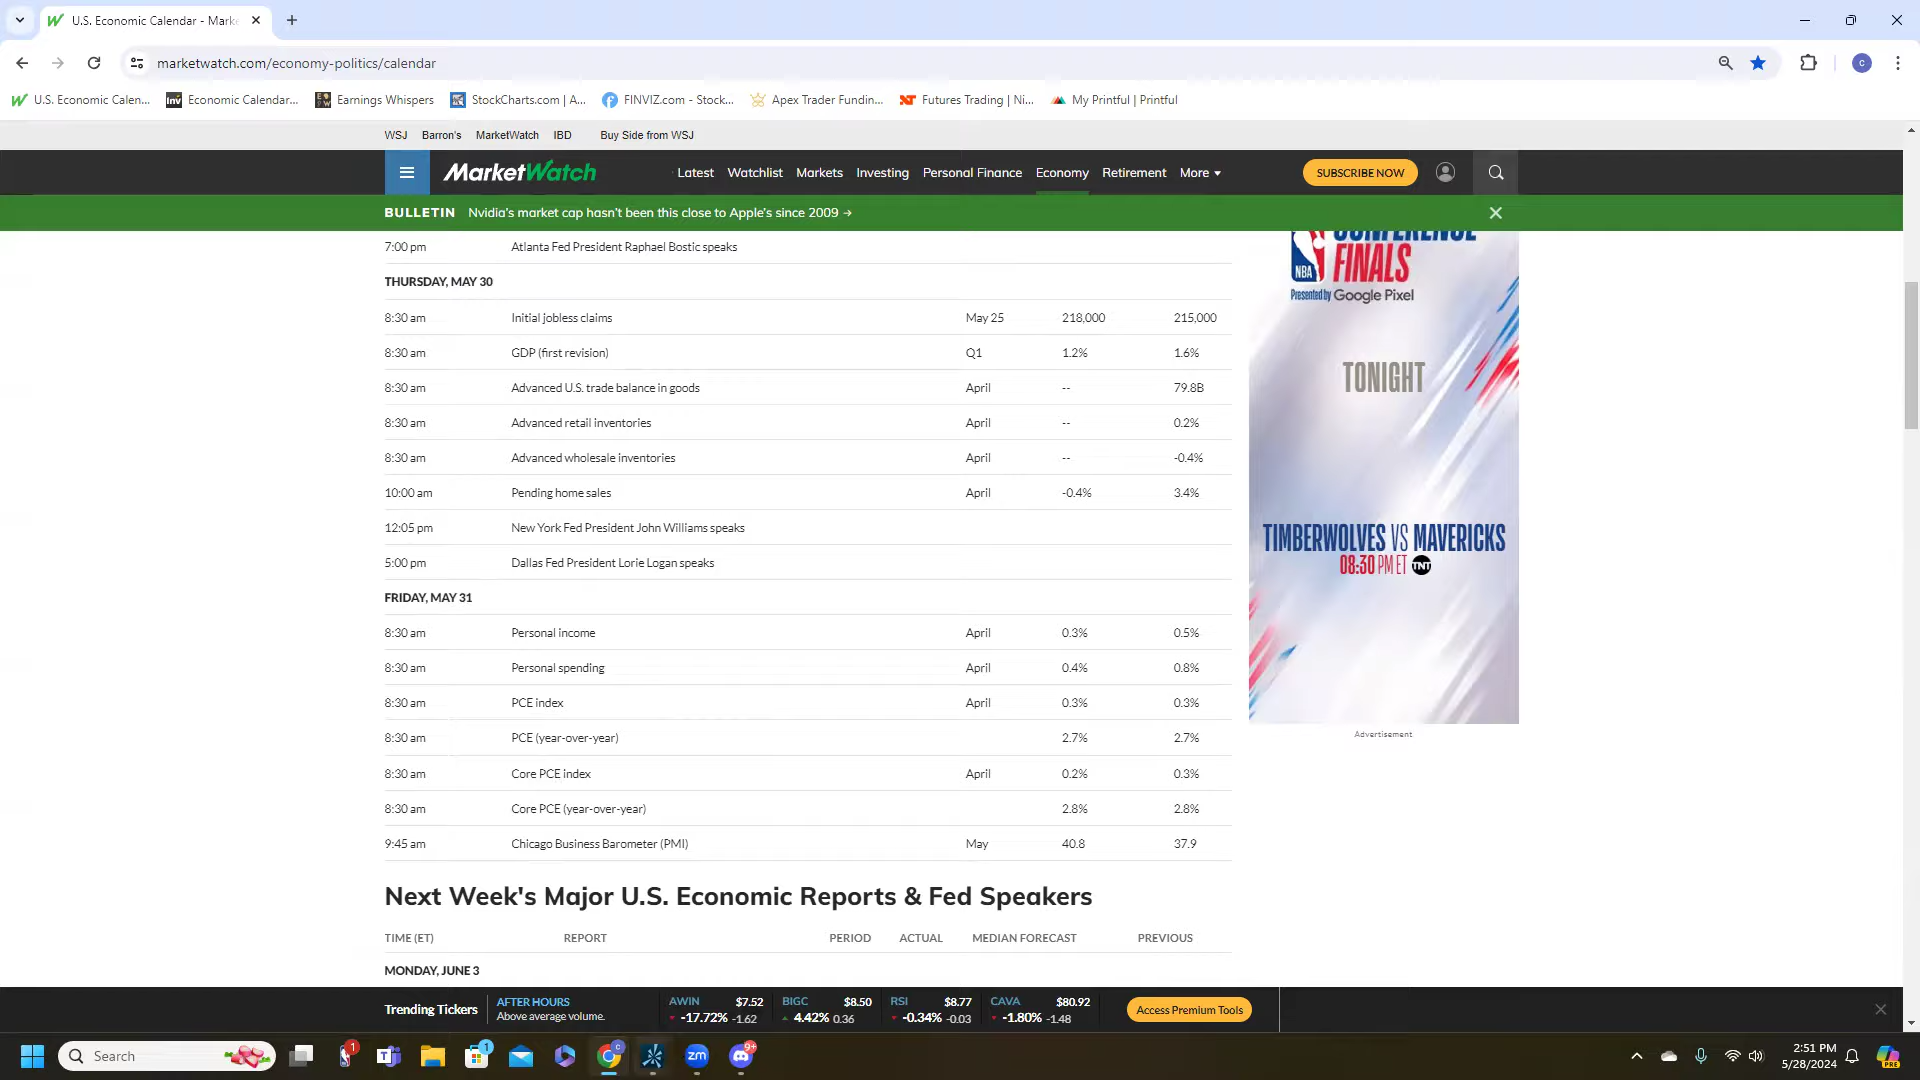 U.S. Economic Calendar - Marke
marketwatch.com/economy-politics/calendar
c
U.S. Economic Calen...
Inv Economic Calendar...
Earnings Whispers
StockCharts.com | A...
FINVIZ.com - Stock...
Apex Trader Fundin...
Futures Trading | Ni...
My Printful | Printful
WSJ Barron's MarketWatch IBD Buy Side from WSJ
MarketWatch Latest Watchlist Markets Investing Personal Finance Economy Retirement More SUBSCRIBE NOW
BULLETIN Nvidia's market cap hasn't been this close to Apple's since 2009 →
7:00 pm Atlanta Fed President Raphael Bostic speaks
THURSDAY, MAY 30
8:30 am Initial jobless claims May 25 218,000 215,000
8:30 am GDP (first revision) Q1 1.2% 1.6%
8:30 am Advanced U.S. trade balance in goods April -- 79.8B
8:30 am Advanced retail inventories April -- 0.2%
8:30 am Advanced wholesale inventories April -- -0.4%
10:00 am Pending home sales April -0.4% 3.4%
12:05 pm New York Fed President John Williams speaks
5:00 pm Dallas Fed President Lorie Logan speaks
FRIDAY, MAY 31
8:30 am Personal income April 0.3% 0.5%
8:30 am Personal spending April 0.4% 0.8%
8:30 am PCE index April 0.3% 0.3%
8:30 am PCE (year-over-year) 2.7% 2.7%
8:30 am Core PCE index April 0.2% 0.3%
8:30 am Core PCE (year-over-year) 2.8% 2.8%
9:45 am Chicago Business Barometer (PMI) May 40.8 37.9
Next Week's Major U.S. Economic Reports & Fed Speakers
TIME (ET) REPORT PERIOD ACTUAL MEDIAN FORECAST PREVIOUS
MONDAY, JUNE 3
CONFERENCE
NBA FINALS
Presented by Google Pixel
TONIGHT
TIMBERWOLVES VS MAVERICKS
08:30 PM ET TNT
Advertisement
Trending Tickers
AFTER HOURS
Above average volume.
AWIN $7.52
-17.72% -1.62
BIGC $8.50
4.42% 0.36
RSI $8.77
-0.34% -0.03
CAVA $80.92
-1.80% -1.48
Access Premium Tools
Search
1
1
c
zm
9+
2:51 PM
5/28/2024
PRE